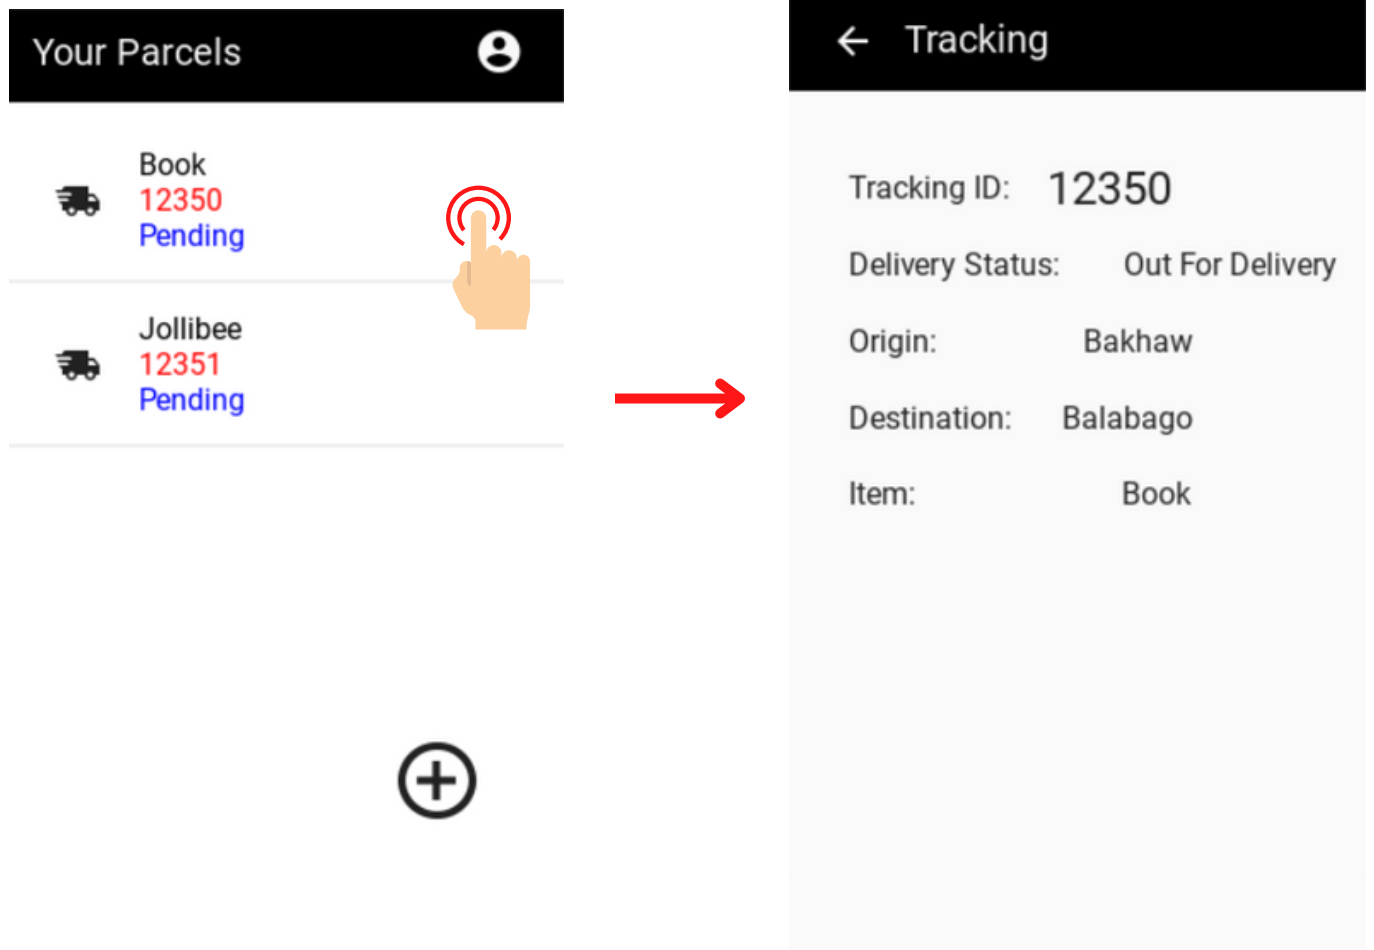 Your Parcels
Book
12350
Pending
Jollibee
12351
Pending
Tracking
Tracking ID: 12350
Delivery Status: Out For Delivery
Origin: Bakhaw
Destination: Balabago
Item: Book